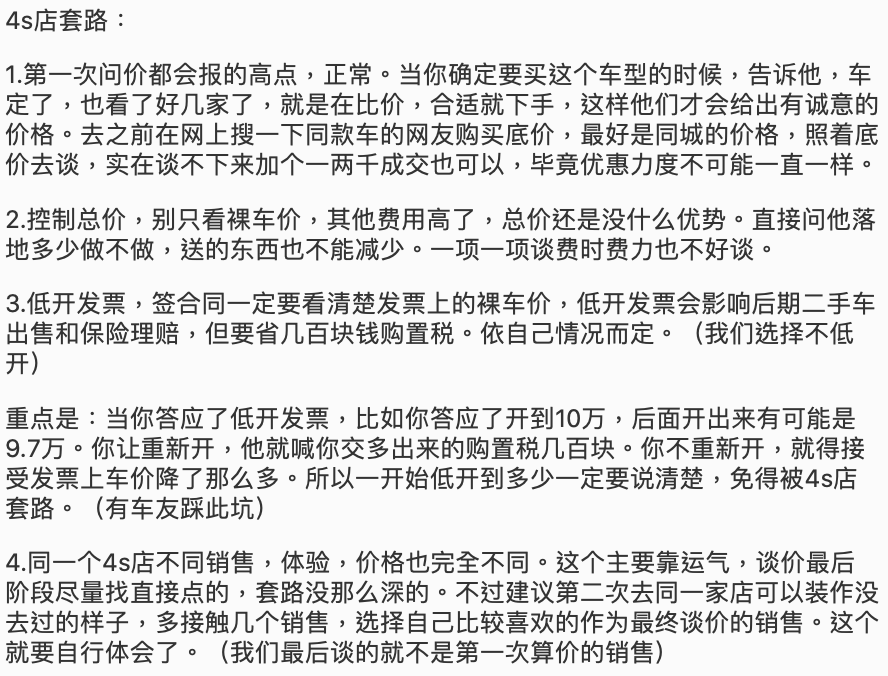 4s店套路：
1.第一次问价都会报的高点，正常。当你确定要买这个车型的时候，告诉他，车
定了，也看了好几家了，就是在比价，合适就下手，这样他们才会给出有诚意的
价格。去之前在网上搜一下同款车的网友购买底价，最好是同城的价格，照着底
价去谈，实在谈不下来加个一两千成交也可以，毕竟优惠力度不可能一直一样。
2.控制总价，别只看裸车价，其他费用高了，总价还是没什么优势。直接问他落
地多少做不做，送的东西也不能减少。一项一项谈费时费力也不好谈。
3.低开发票，签合同一定要看清楚发票上的裸车价，低开发票会影响后期二手车
出售和保险理赔，但要省几百块钱购置税。依自己情况而定。（我们选择不低
开）
重点是：当你答应了低开发票，比如你答应了开到10万，后面开出来有可能是
9.7万。你让重新开，他就喊你交多出来的购置税几百块。你不重新开，就得接
受发票上车价降了那么多。所以一开始低开到多少一定要说清楚，免得被4s店
套路。（有车友踩此坑）
4.同一个4s店不同销售，体验，价格也完全不同。这个主要靠运气，谈价最后
阶段尽量找直接点的，套路没那么深的。不过建议第二次去同一家店可以装作没
去过的样子，多接触几个销售，选择自己比较喜欢的作为最终谈价的销售。这个
就要自行体会了。（我们最后谈的就不是第一次算价的销售）